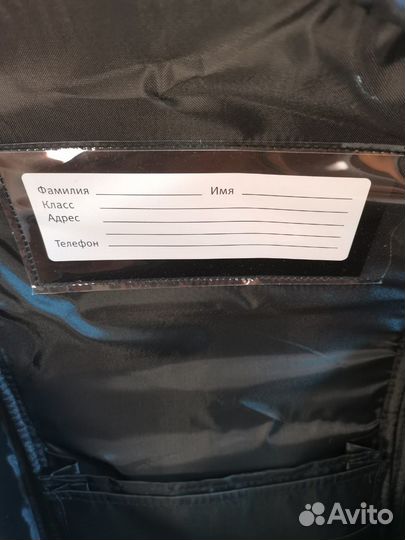 Фамилия Имя
Класс
Адрес
Телефон
Avito